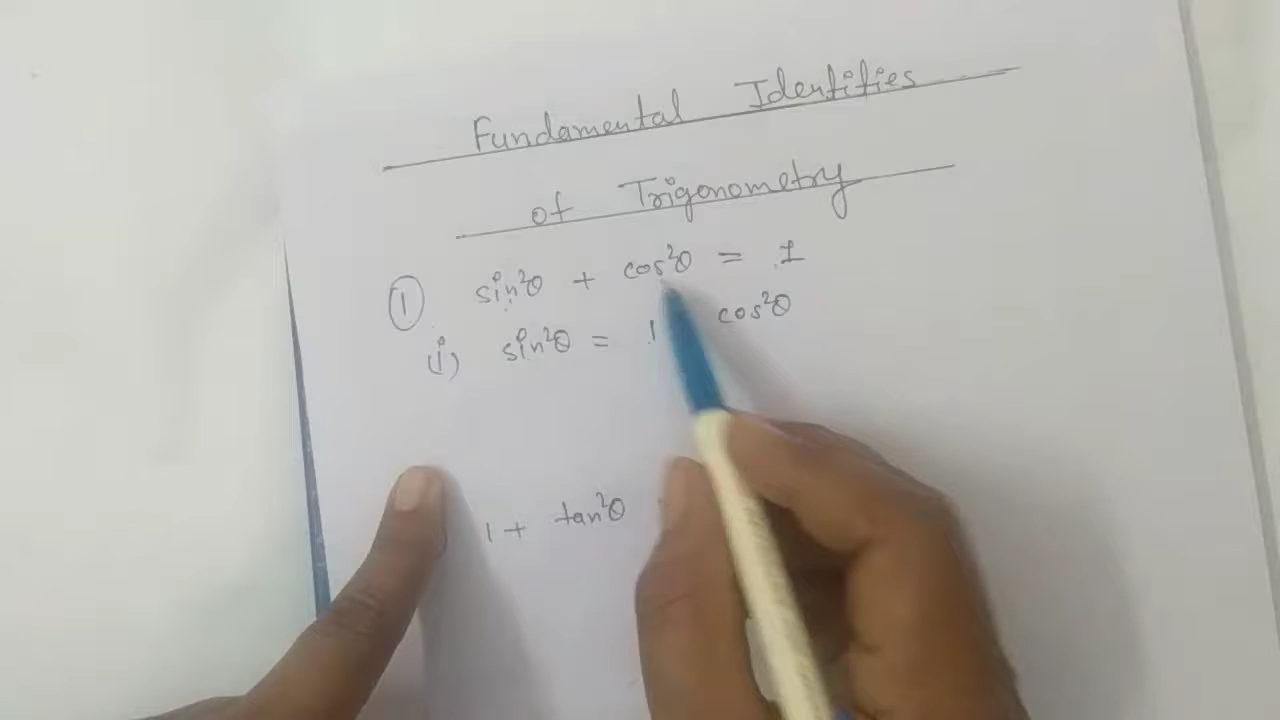 Fundamental Identities
of Trigonometry
① sin²θ + cos²θ = 1
(i) sin²θ = 1 cos²θ
1 + tan²θ